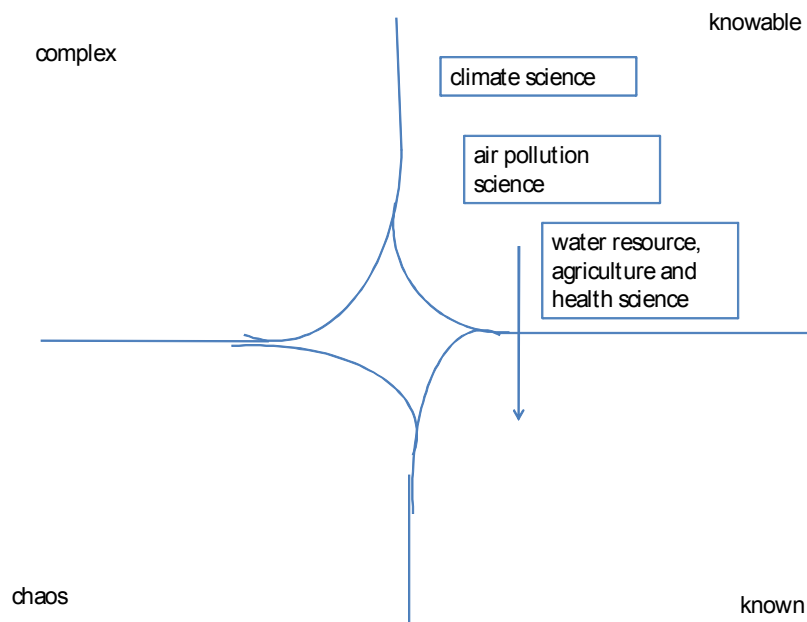 knowable
complex
climate science
air pollution
science
water resource,
agriculture and
health science
chaos
known